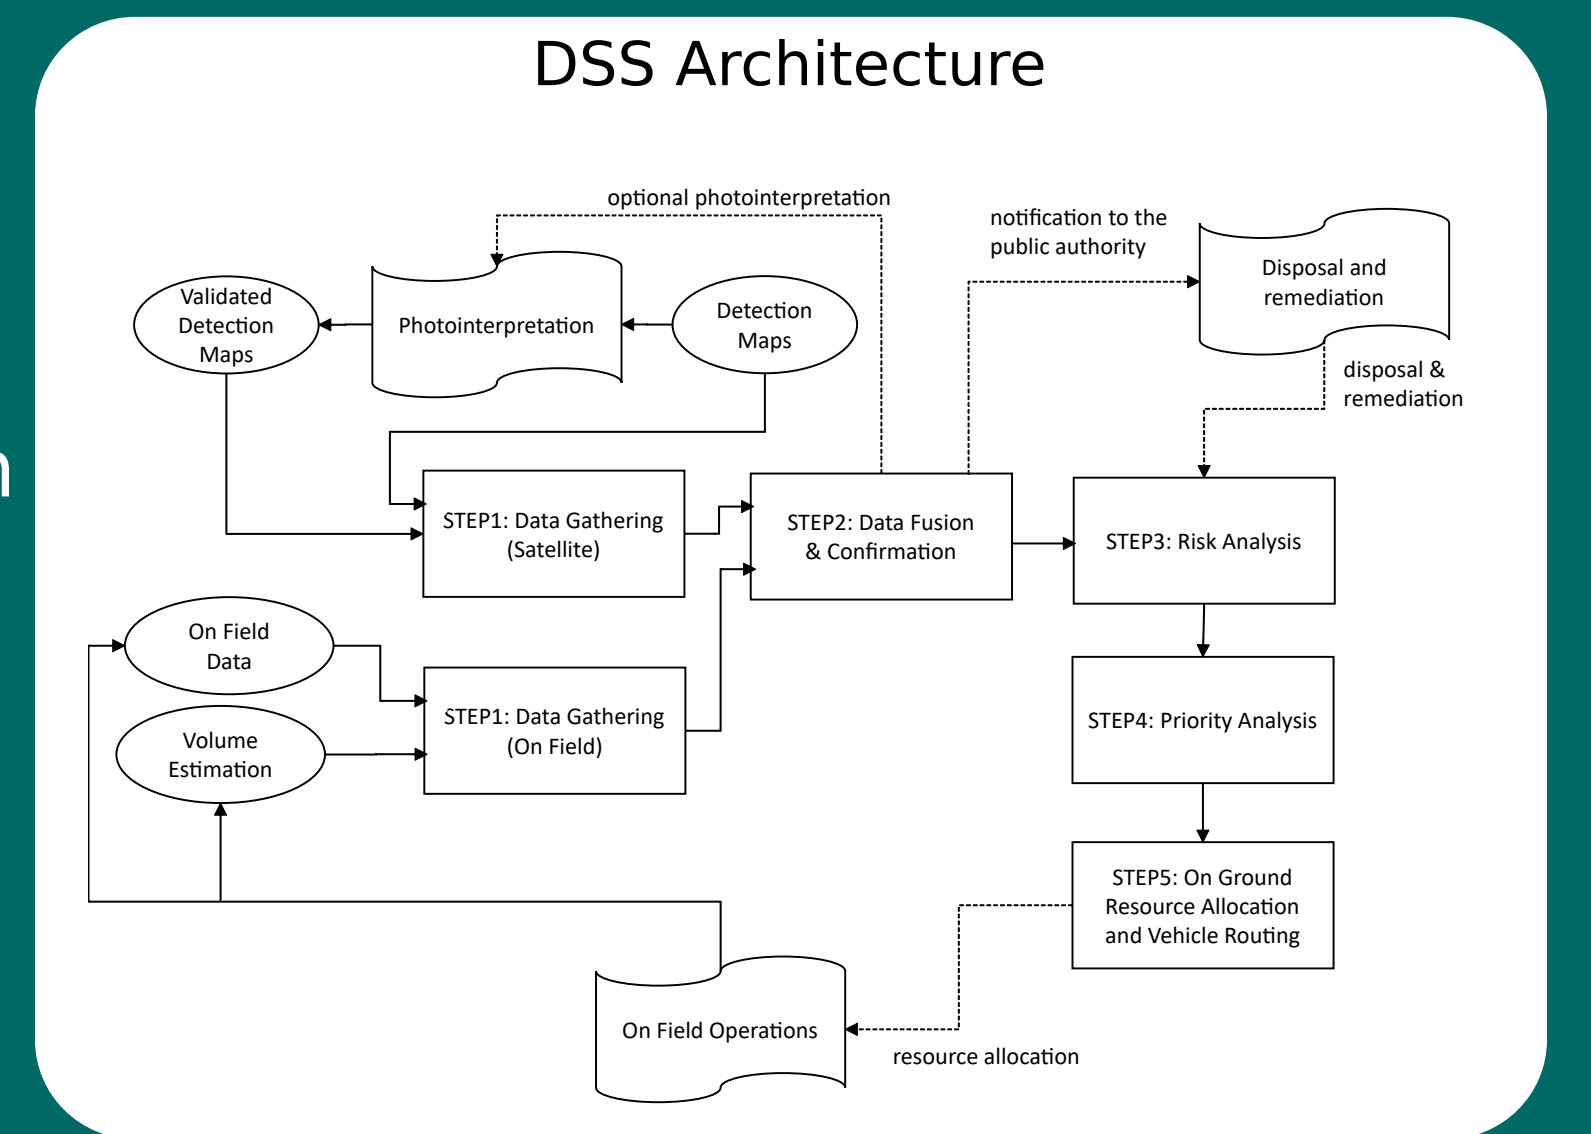 DSS Architecture
optional photointerpretation
notification to the
public authority
Disposal and
remediation
Validated
Detection
Maps
Photointerpretation
Detection
Maps
disposal &
remediation
STEP1: Data Gathering
(Satellite)
STEP2: Data Fusion
& Confirmation
STEP3: Risk Analysis
On Field
Data
STEP1: Data Gathering
(On Field)
Volume
Estimation
STEP4: Priority Analysis
STEP5: On Ground
Resource Allocation
and Vehicle Routing
On Field Operations
resource allocation